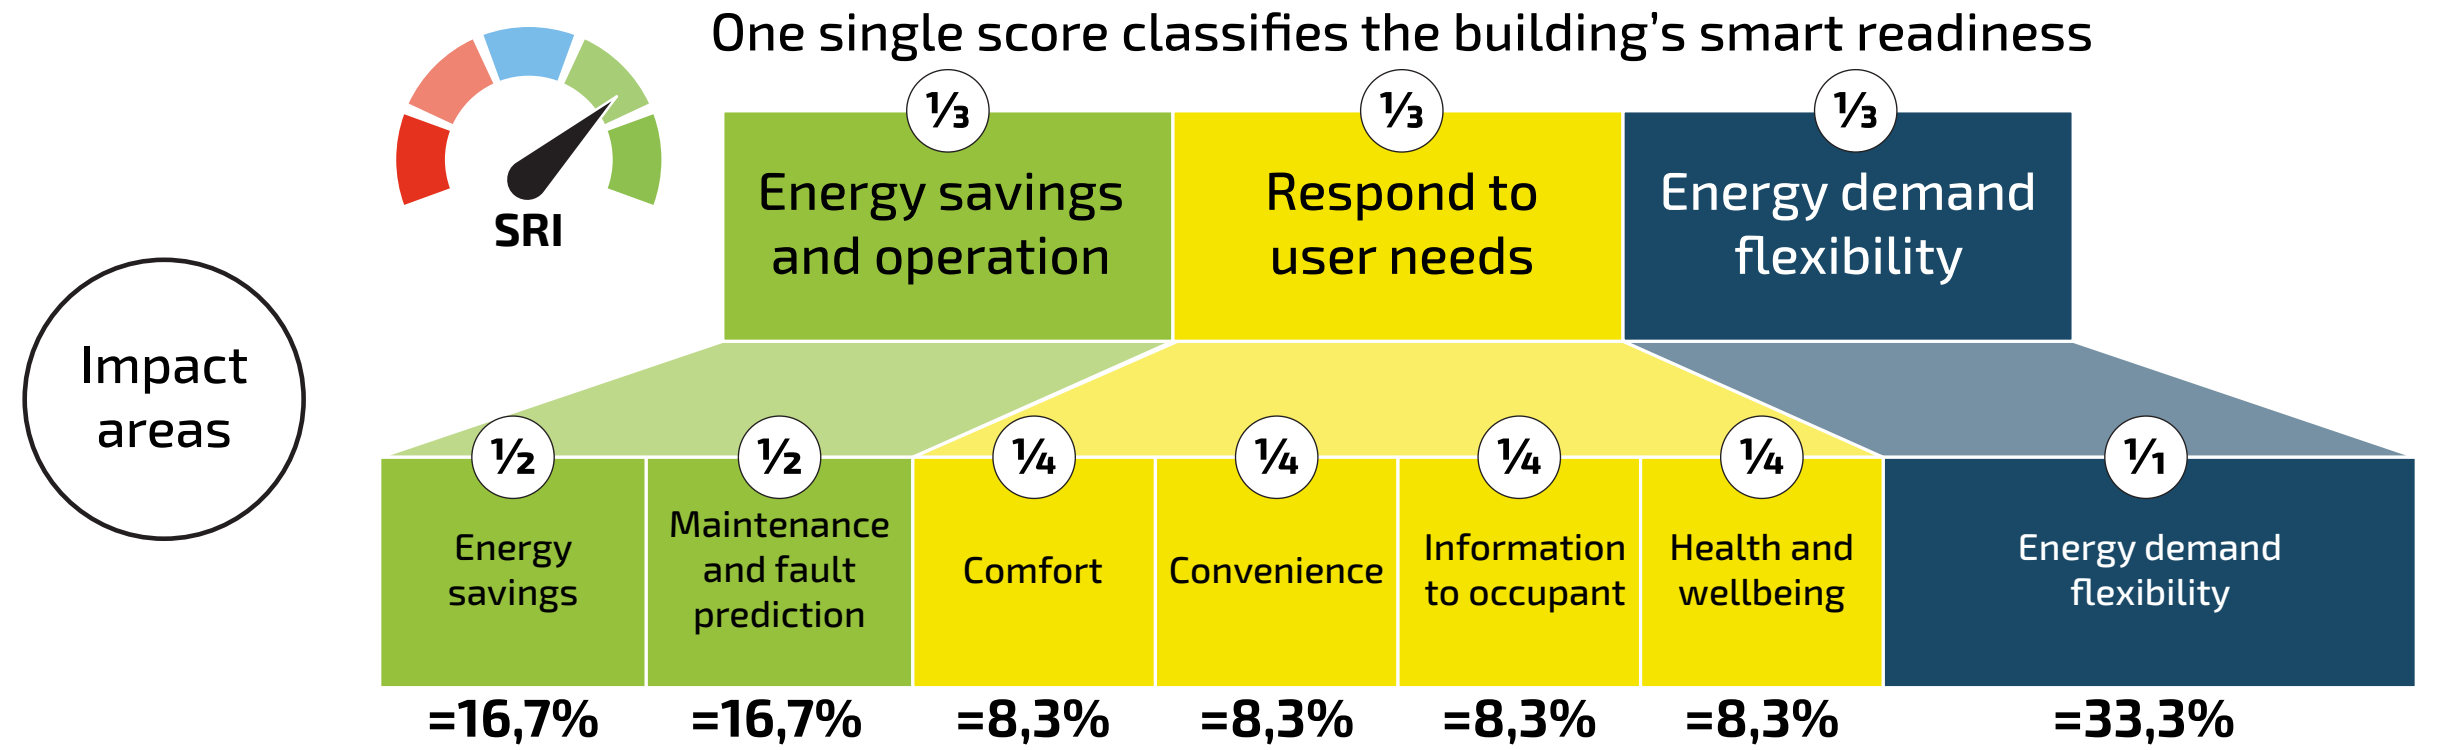 One single score classifies the building’s smart readiness
SRI
⅓
⅓
⅓
Energy savings
and operation
Respond to
user needs
Energy demand
flexibility
Impact
areas
½
½
¼
¼
¼
¼
1/1
Energy
savings
Maintenance
and fault
prediction
Comfort
Convenience
Information
to occupant
Health and
wellbeing
Energy demand
flexibility
=16,7%
=16,7%
=8,3%
=8,3%
=8,3%
=8,3%
=33,3%